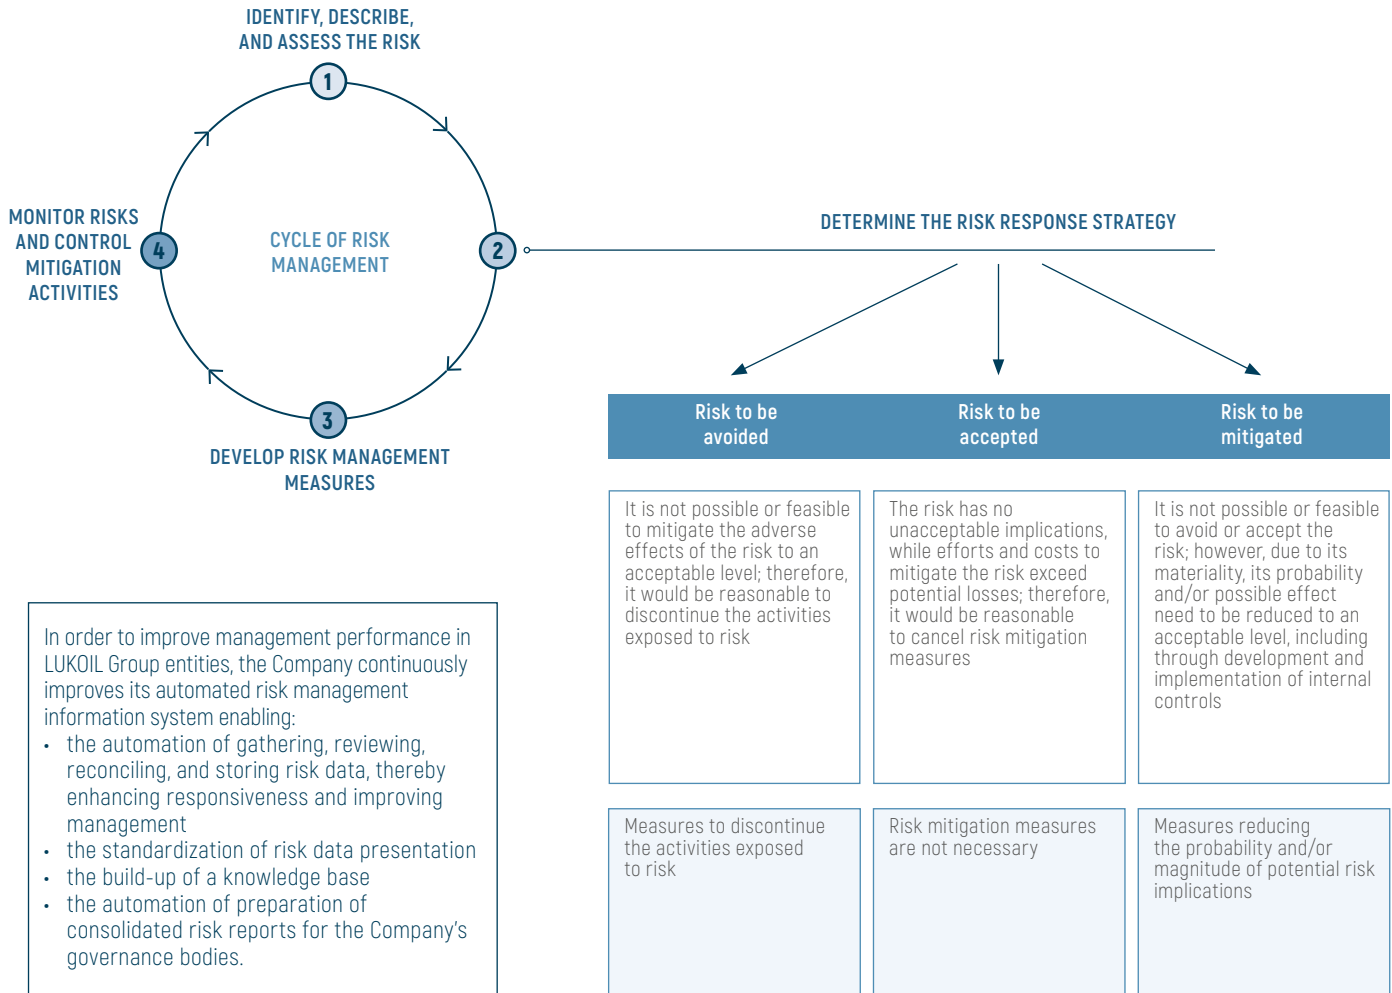 IDENTIFY, DESCRIBE,
AND ASSESS THE RISK
1
MONITOR RISKS
AND CONTROL
MITIGATION
ACTIVITIES
4
CYCLE OF RISK
MANAGEMENT
2
3
DEVELOP RISK MANAGEMENT
MEASURES
DETERMINE THE RISK RESPONSE STRATEGY
Risk to be
avoided
Risk to be
accepted
Risk to be
mitigated
It is not possible or feasible
to mitigate the adverse
effects of the risk to an
acceptable level; therefore,
it would be reasonable to
discontinue the activities
exposed to risk
The risk has no
unacceptable implications,
while efforts and costs to
mitigate the risk exceed
potential losses; therefore,
it would be reasonable
to cancel risk mitigation
measures
It is not possible or feasible
to avoid or accept the
risk; however, due to its
materiality, its probability
and/or possible effect
need to be reduced to an
acceptable level, including
through development and
implementation of internal
controls
Measures to discontinue
the activities exposed
to risk
Risk mitigation measures
are not necessary
Measures reducing
the probability and/or
magnitude of potential risk
implications
In order to improve management performance in
LUKOIL Group entities, the Company continuously
improves its automated risk management
information system enabling:
• the automation of gathering, reviewing,
reconciling, and storing risk data, thereby
enhancing responsiveness and improving
management
• the standardization of risk data presentation
• the build-up of a knowledge base
• the automation of preparation of
consolidated risk reports for the Company's
governance bodies.